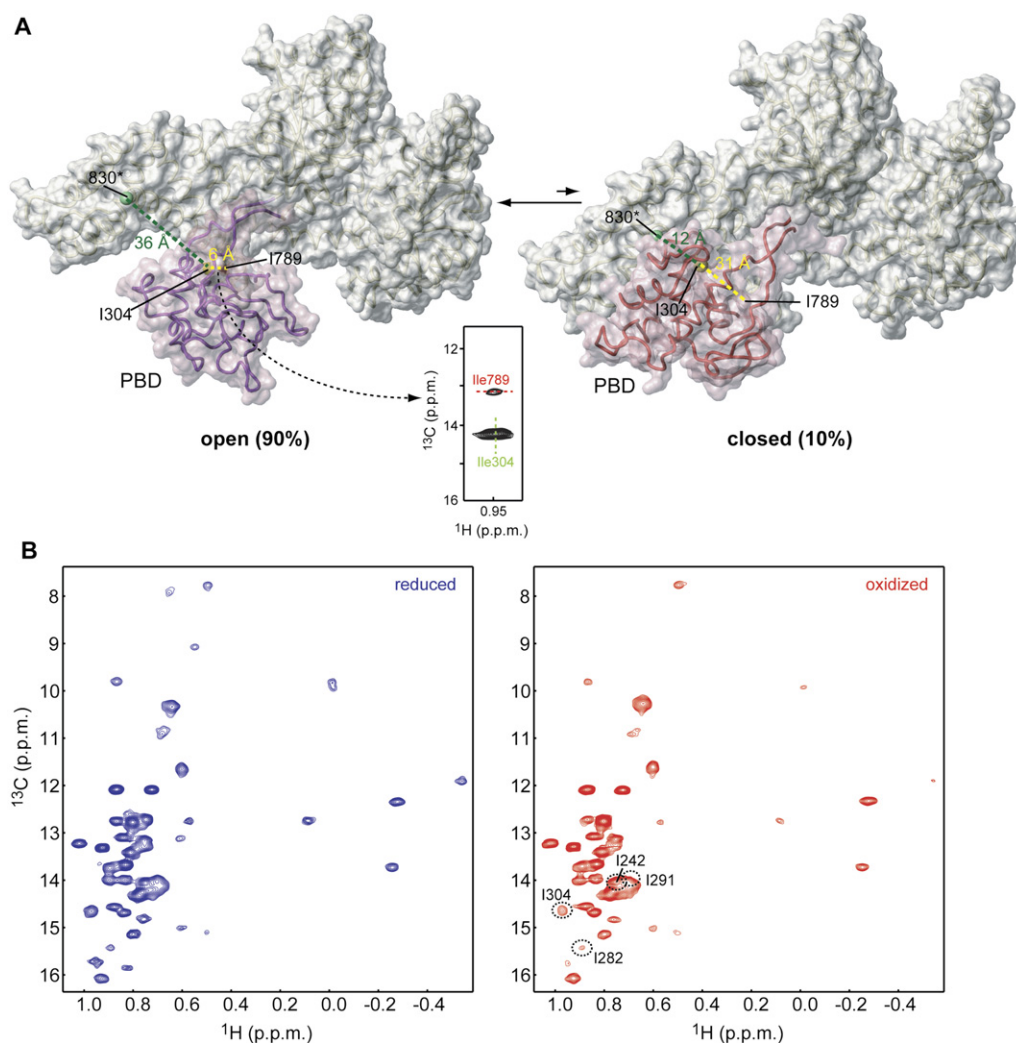 A
830*
36 Å
6 Å
I789
I304
PBD
open (90%)
830*
12 Å
31 Å
I304
I789
PBD
closed (10%)
12
14
16
13C (p.p.m.)
Ile789
Ile304
0.95
1H (p.p.m.)
B
reduced
8
9
10
11
12
13
14
15
16
13C (p.p.m.)
1.0 0.8 0.6 0.4 0.2 0.0 -0.2 -0.4
1H (p.p.m.)
oxidized
8
9
10
11
12
13
14
15
16
13C (p.p.m.)
I242
I291
I304
I282
1.0 0.8 0.6 0.4 0.2 0.0 -0.2 -0.4
1H (p.p.m.)